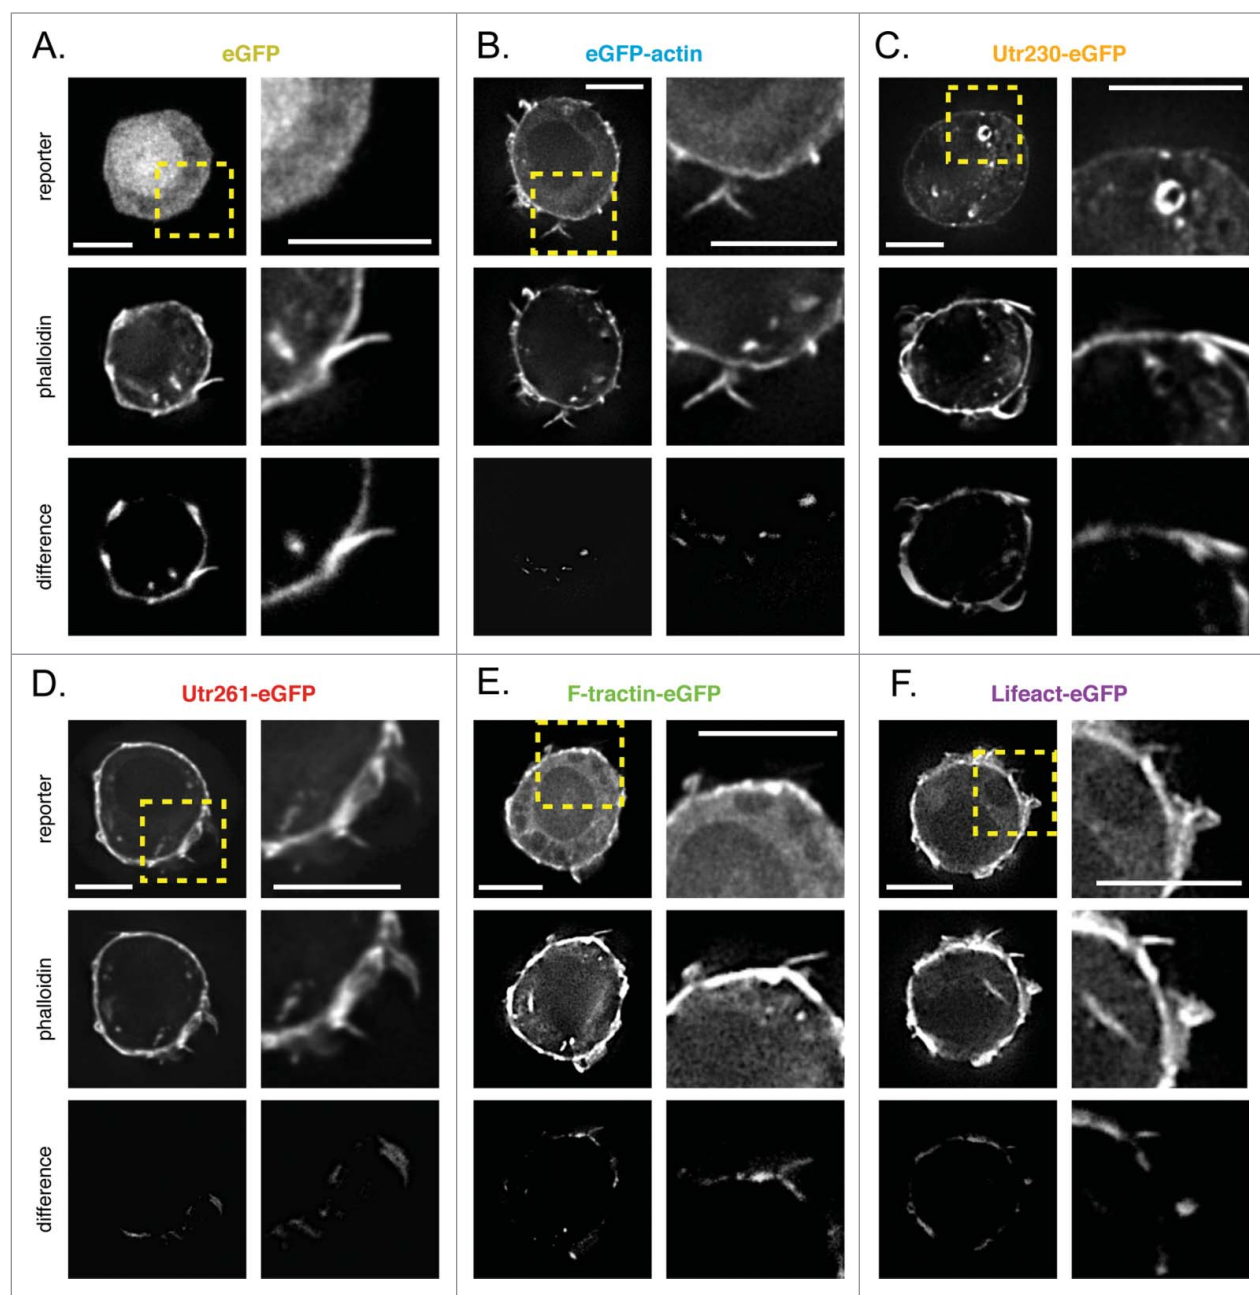 A. eGFP
B. eGFP-actin
C. Utr230-eGFP
reporter
phalloidin
difference
D. Utr261-eGFP
E. F-tractin-eGFP
F. Lifeact-eGFP
reporter
phalloidin
difference